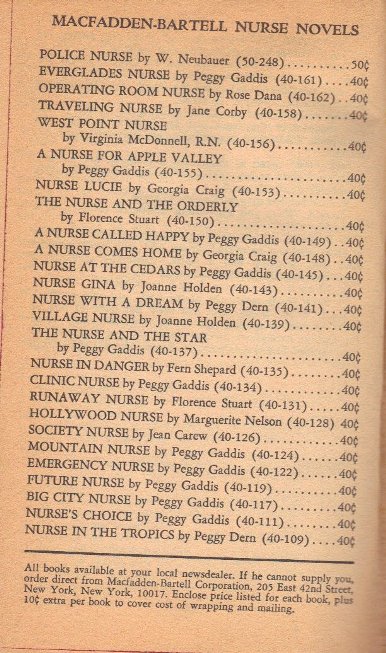 MACFADDEN-BARTELL NURSE NOVELS
POLICE NURSE by W. Neubauer (50-248)..........50¢
EVERGLADES NURSE by Peggy Gaddis (40-161)....40¢
OPERATING ROOM NURSE by Rose Dana (40-162)..40¢
TRAVELING NURSE by Jane Corby (40-158).......40¢
WEST POINT NURSE
by Virginia McDonnell, R.N. (40-156)...........40¢
A NURSE FOR APPLE VALLEY
by Peggy Gaddis (40-155)......................40¢
NURSE LUCIE by Georgia Craig (40-153)..........40¢
THE NURSE AND THE ORDERLY
by Florence Stuart (40-150)....................40¢
A NURSE CALLED HAPPY by Peggy Gaddis (40-149)..40¢
A NURSE COMES HOME by Georgia Craig (40-148)..40¢
NURSE AT THE CEDARS by Peggy Gaddis (40-145)...40¢
NURSE GINA by Joanne Holden (40-143)..........40¢
NURSE WITH A DREAM by Peggy Dern (40-141)...40¢
VILLAGE NURSE by Joanne Holden (40-139)........40¢
THE NURSE AND THE STAR
by Peggy Gaddis (40-137)......................40¢
NURSE IN DANGER by Fern Shepard (40-135)........40¢
CLINIC NURSE by Peggy Gaddis (40-134)...........40¢
RUNAWAY NURSE by Florence Stuart (40-131).....40¢
HOLLYWOOD NURSE by Marguerite Nelson (40-128) 40¢
SOCIETY NURSE by Jean Carew (40-126)...........40¢
MOUNTAIN NURSE by Peggy Gaddis (40-124)......40¢
EMERGENCY NURSE by Peggy Gaddis (40-122)......40¢
FUTURE NURSE by Peggy Gaddis (40-119).........40¢
BIG CITY NURSE by Peggy Gaddis (40-117)........40¢
NURSE'S CHOICE by Peggy Gaddis (40-111)........40¢
NURSE IN THE TROPICS by Peggy Dern (40-109)....40¢
All books available at your local newsdealer. If he cannot supply you,
order direct from Macfadden-Bartell Corporation, 205 East 42nd Street,
New York, New York, 10017. Enclose price listed for each book, plus
10¢ extra per book to cover cost of wrapping and mailing.